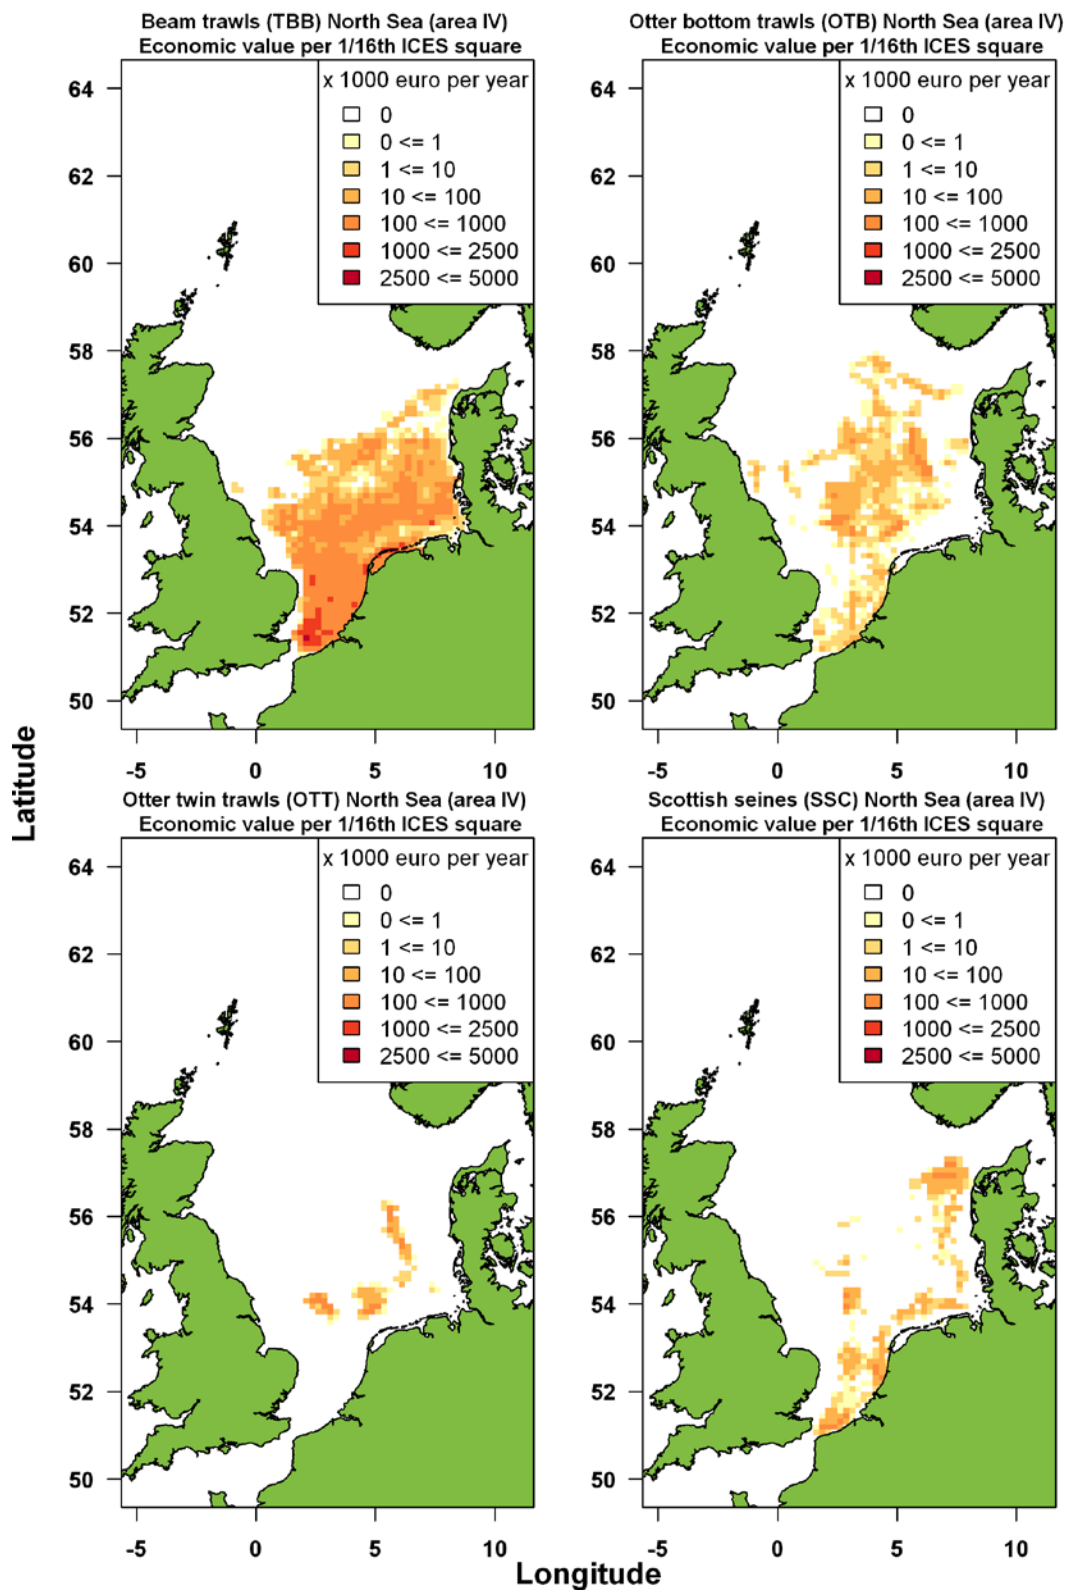 Beam trawls (TBB) North Sea (area IV)
Economic value per 1/16th ICES square
x 1000 euro per year
0
0 <= 1
1 <= 10
10 <= 100
100 <= 1000
1000 <= 2500
2500 <= 5000
64
62
60
58
56
54
52
50
-5
0
5
10
Otter bottom trawls (OTB) North Sea (area IV)
Economic value per 1/16th ICES square
x 1000 euro per year
0
0 <= 1
1 <= 10
10 <= 100
100 <= 1000
1000 <= 2500
2500 <= 5000
64
62
60
58
56
54
52
50
-5
0
5
10
Latitude
Otter twin trawls (OTT) North Sea (area IV)
Economic value per 1/16th ICES square
x 1000 euro per year
0
0 <= 1
1 <= 10
10 <= 100
100 <= 1000
1000 <= 2500
2500 <= 5000
64
62
60
58
56
54
52
50
-5
0
5
10
Scottish seines (SSC) North Sea (area IV)
Economic value per 1/16th ICES square
x 1000 euro per year
0
0 <= 1
1 <= 10
10 <= 100
100 <= 1000
1000 <= 2500
2500 <= 5000
64
62
60
58
56
54
52
50
-5
0
5
10
Longitude